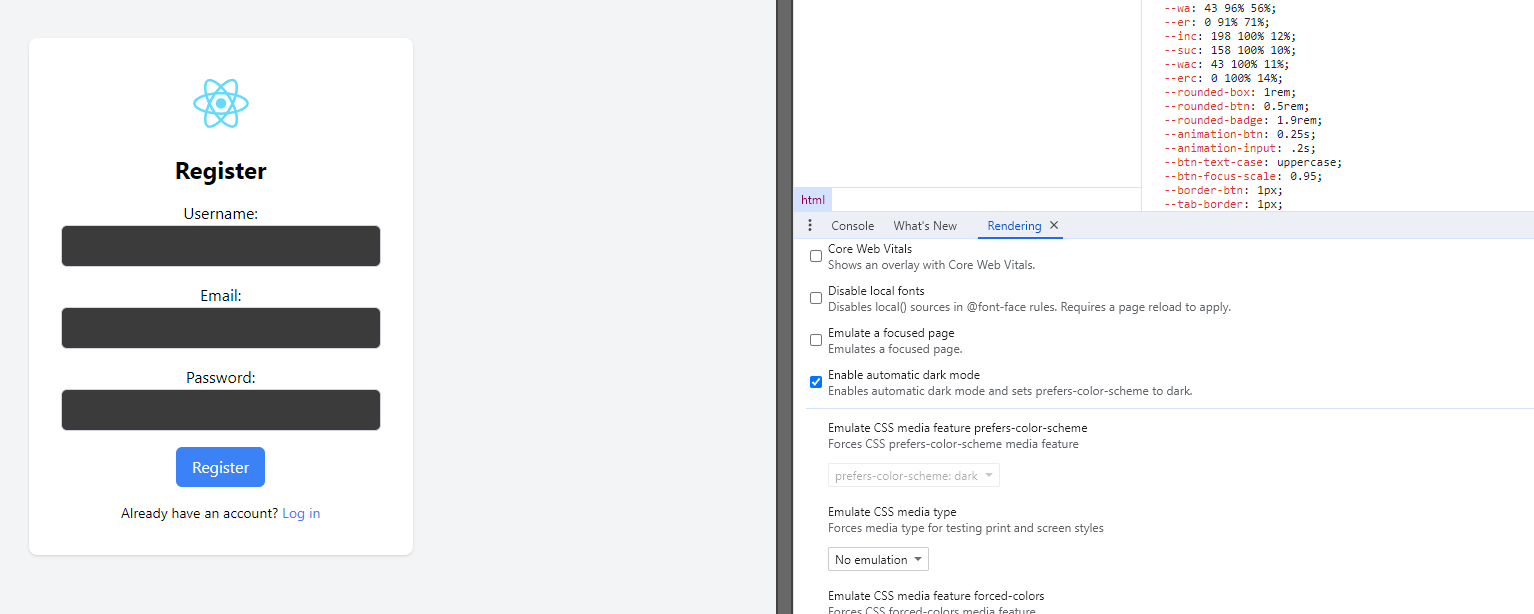 Register
Username:
Email:
Password:
Register
Already have an account? Log in
--wa: 43 96% 56%;
--er: 0 91% 71%;
--inc: 198 100% 12%;
--suc: 158 100% 10%;
--wac: 43 100% 11%;
--erc: 0 100% 14%;
--rounded-box: 1rem;
--rounded-btn: 0.5rem;
--rounded-badge: 1.9rem;
--animation-btn: 0.25s;
--animation-input: .2s;
--btn-text-case: uppercase;
--btn-focus-scale: 0.95;
--border-btn: 1px;
--tab-border: 1px;
html
Console What's New Rendering
Core Web Vitals
Shows an overlay with Core Web Vitals.
Disable local fonts
Disables local() sources in @font-face rules. Requires a page reload to apply.
Emulate a focused page
Emulates a focused page.
Enable automatic dark mode
Enables automatic dark mode and sets prefers-color-scheme to dark.
Emulate CSS media feature prefers-color-scheme
Forces CSS prefers-color-scheme media feature
prefers-color-scheme: dark
Emulate CSS media type
Forces media type for testing print and screen styles
No emulation
Emulate CSS media feature forced-colors
Forces CSS forced-colors media feature